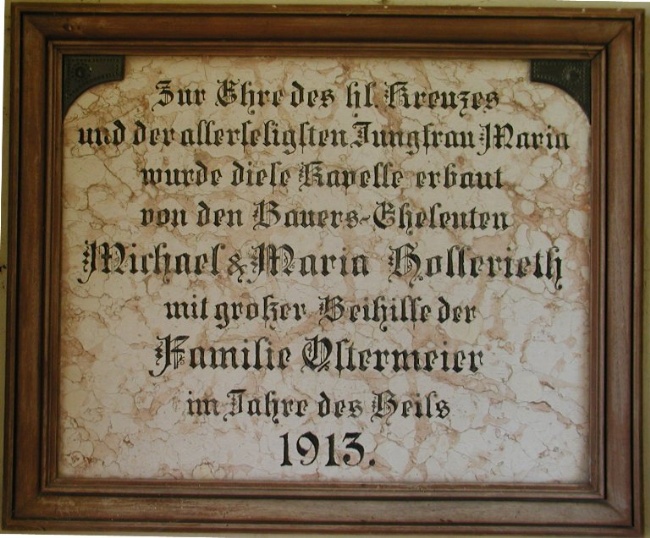 Zur Ehre des hl. Kreuzes
und der allerseligsten Jungfrau Maria
wurde diese Kapelle erbaut
von den Bauers-Eheleuten
Michael & Maria Hollerieth
mit großer Beihilfe der
Familie Ostermeier
im Jahre des Heils
1913.